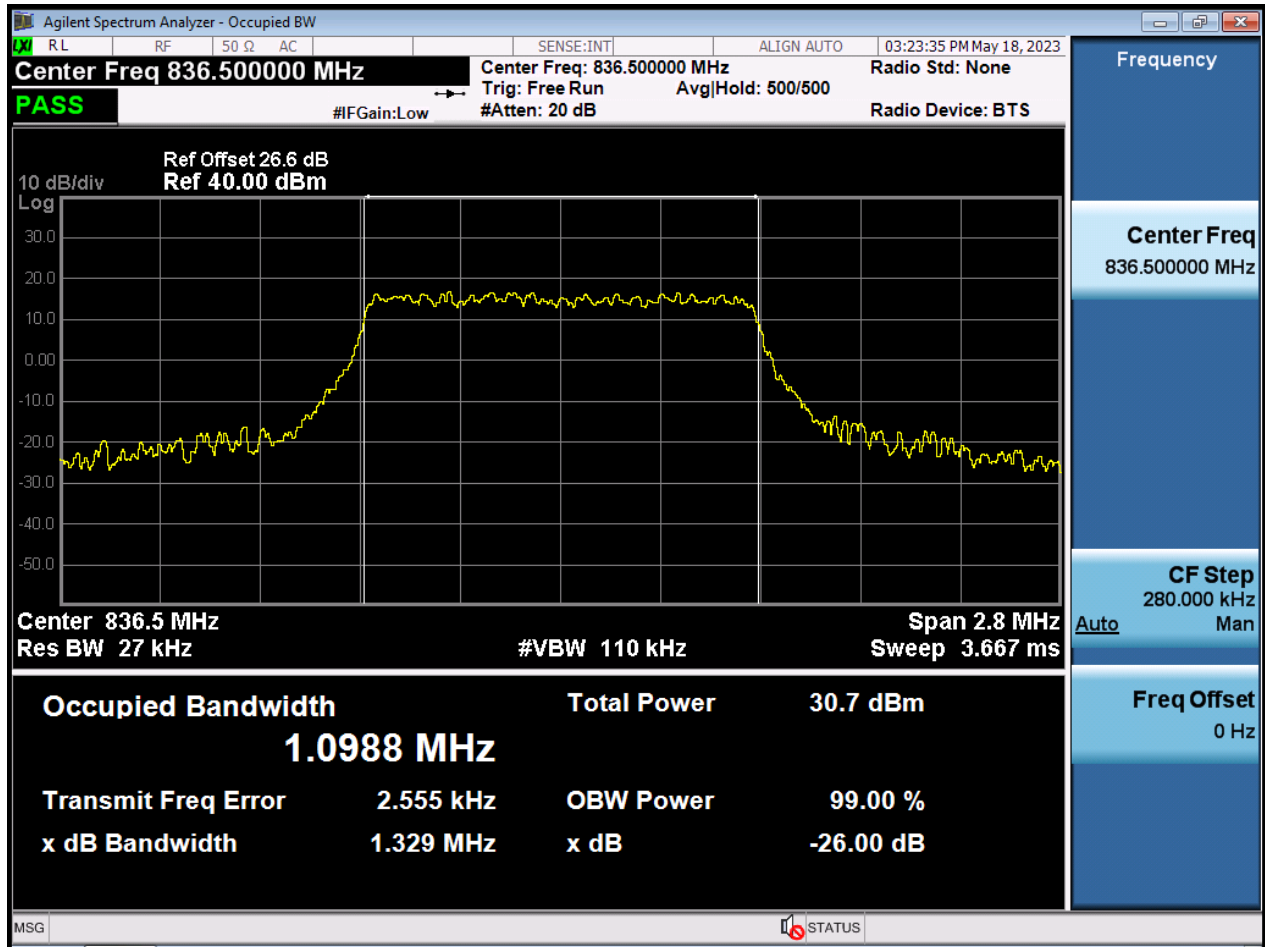 Agilent Spectrum Analyzer - Occupied BW
LXI RL RF 50 Ω AC SENSE:INT ALIGN AUTO 03:23:35 PM May 18, 2023
Center Freq 836.500000 MHz
PASS
#IFGain:Low
Center Freq: 836.500000 MHz
Trig: Free Run Avg|Hold: 500/500
#Atten: 20 dB
Radio Std: None
Radio Device: BTS
Ref Offset 26.6 dB
10 dB/div Ref 40.00 dBm
Log
30.0
20.0
10.0
0.00
-10.0
-20.0
-30.0
-40.0
-50.0
Center 836.5 MHz Span 2.8 MHz
Res BW 27 kHz #VBW 110 kHz Sweep 3.667 ms
Occupied Bandwidth Total Power 30.7 dBm
1.0988 MHz
Transmit Freq Error 2.555 kHz OBW Power 99.00 %
x dB Bandwidth 1.329 MHz x dB -26.00 dB
Frequency
Center Freq
836.500000 MHz
CF Step
280.000 kHz
Auto Man
Freq Offset
0 Hz
MSG STATUS